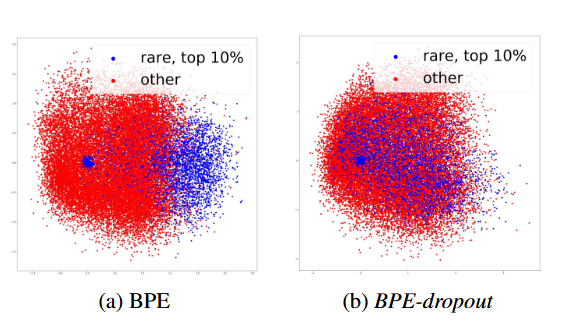 rare, top 10%
other
rare, top 10%
other
(a) BPE
(b) BPE-dropout